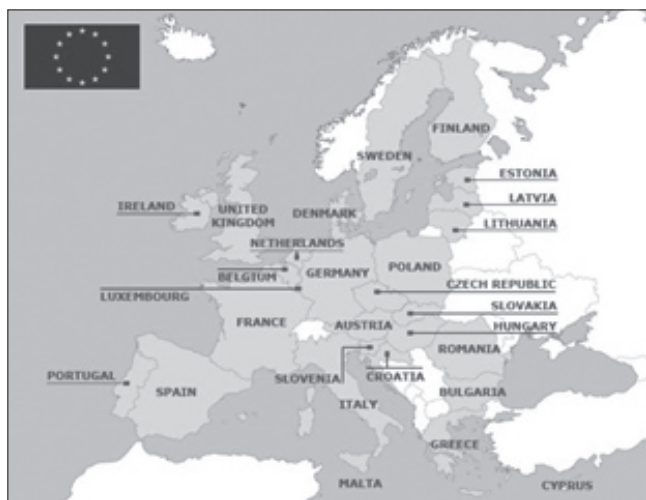 FINLAND
SWEDEN
ESTONIA
LATVIA
LITHUANIA
IRELAND
UNITED
KINGDOM
DENMARK
NETHERLANDS
BELGIUM
GERMANY
POLAND
LUXEMBOURG
CZECH REPUBLIC
SLOVAKIA
FRANCE
AUSTRIA
HUNGARY
ROMANIA
PORTUGAL
SPAIN
SLOVENIA
CROATIA
ITALY
BULGARIA
GREECE
MALTA
CYPRUS